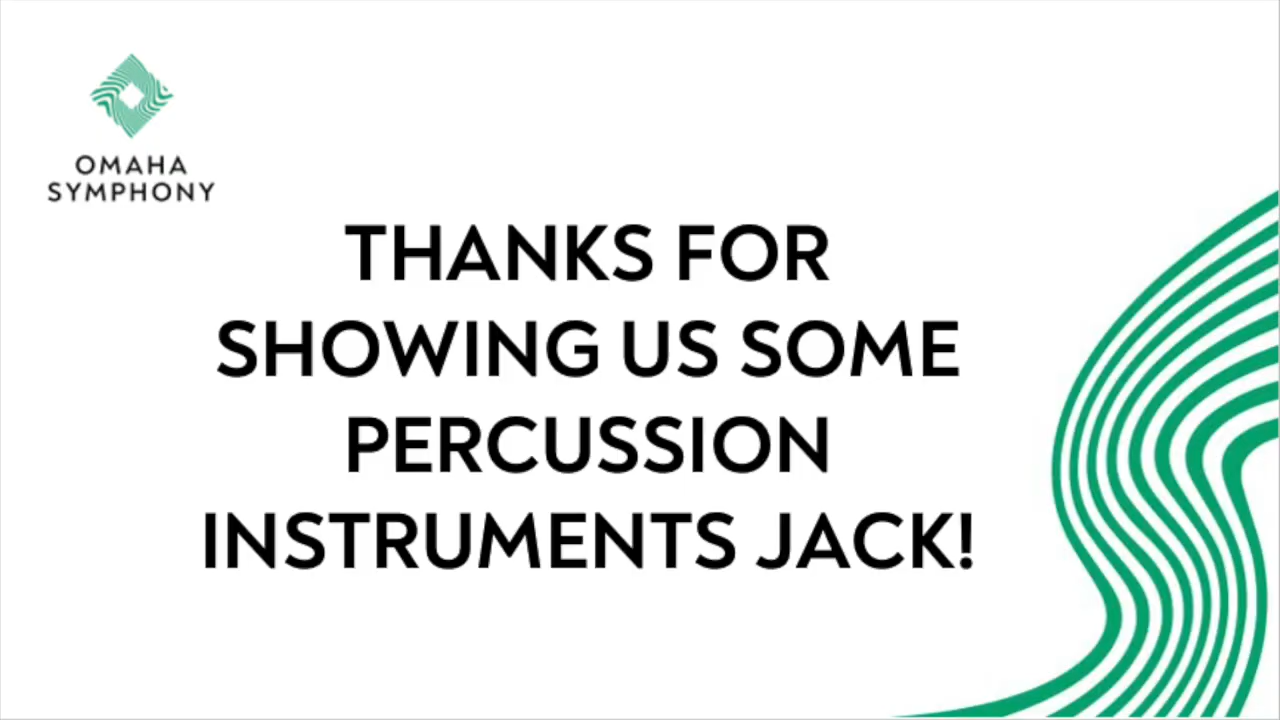 OMAHA
SYMPHONY
THANKS FOR
SHOWING US SOME
PERCUSSION
INSTRUMENTS JACK!